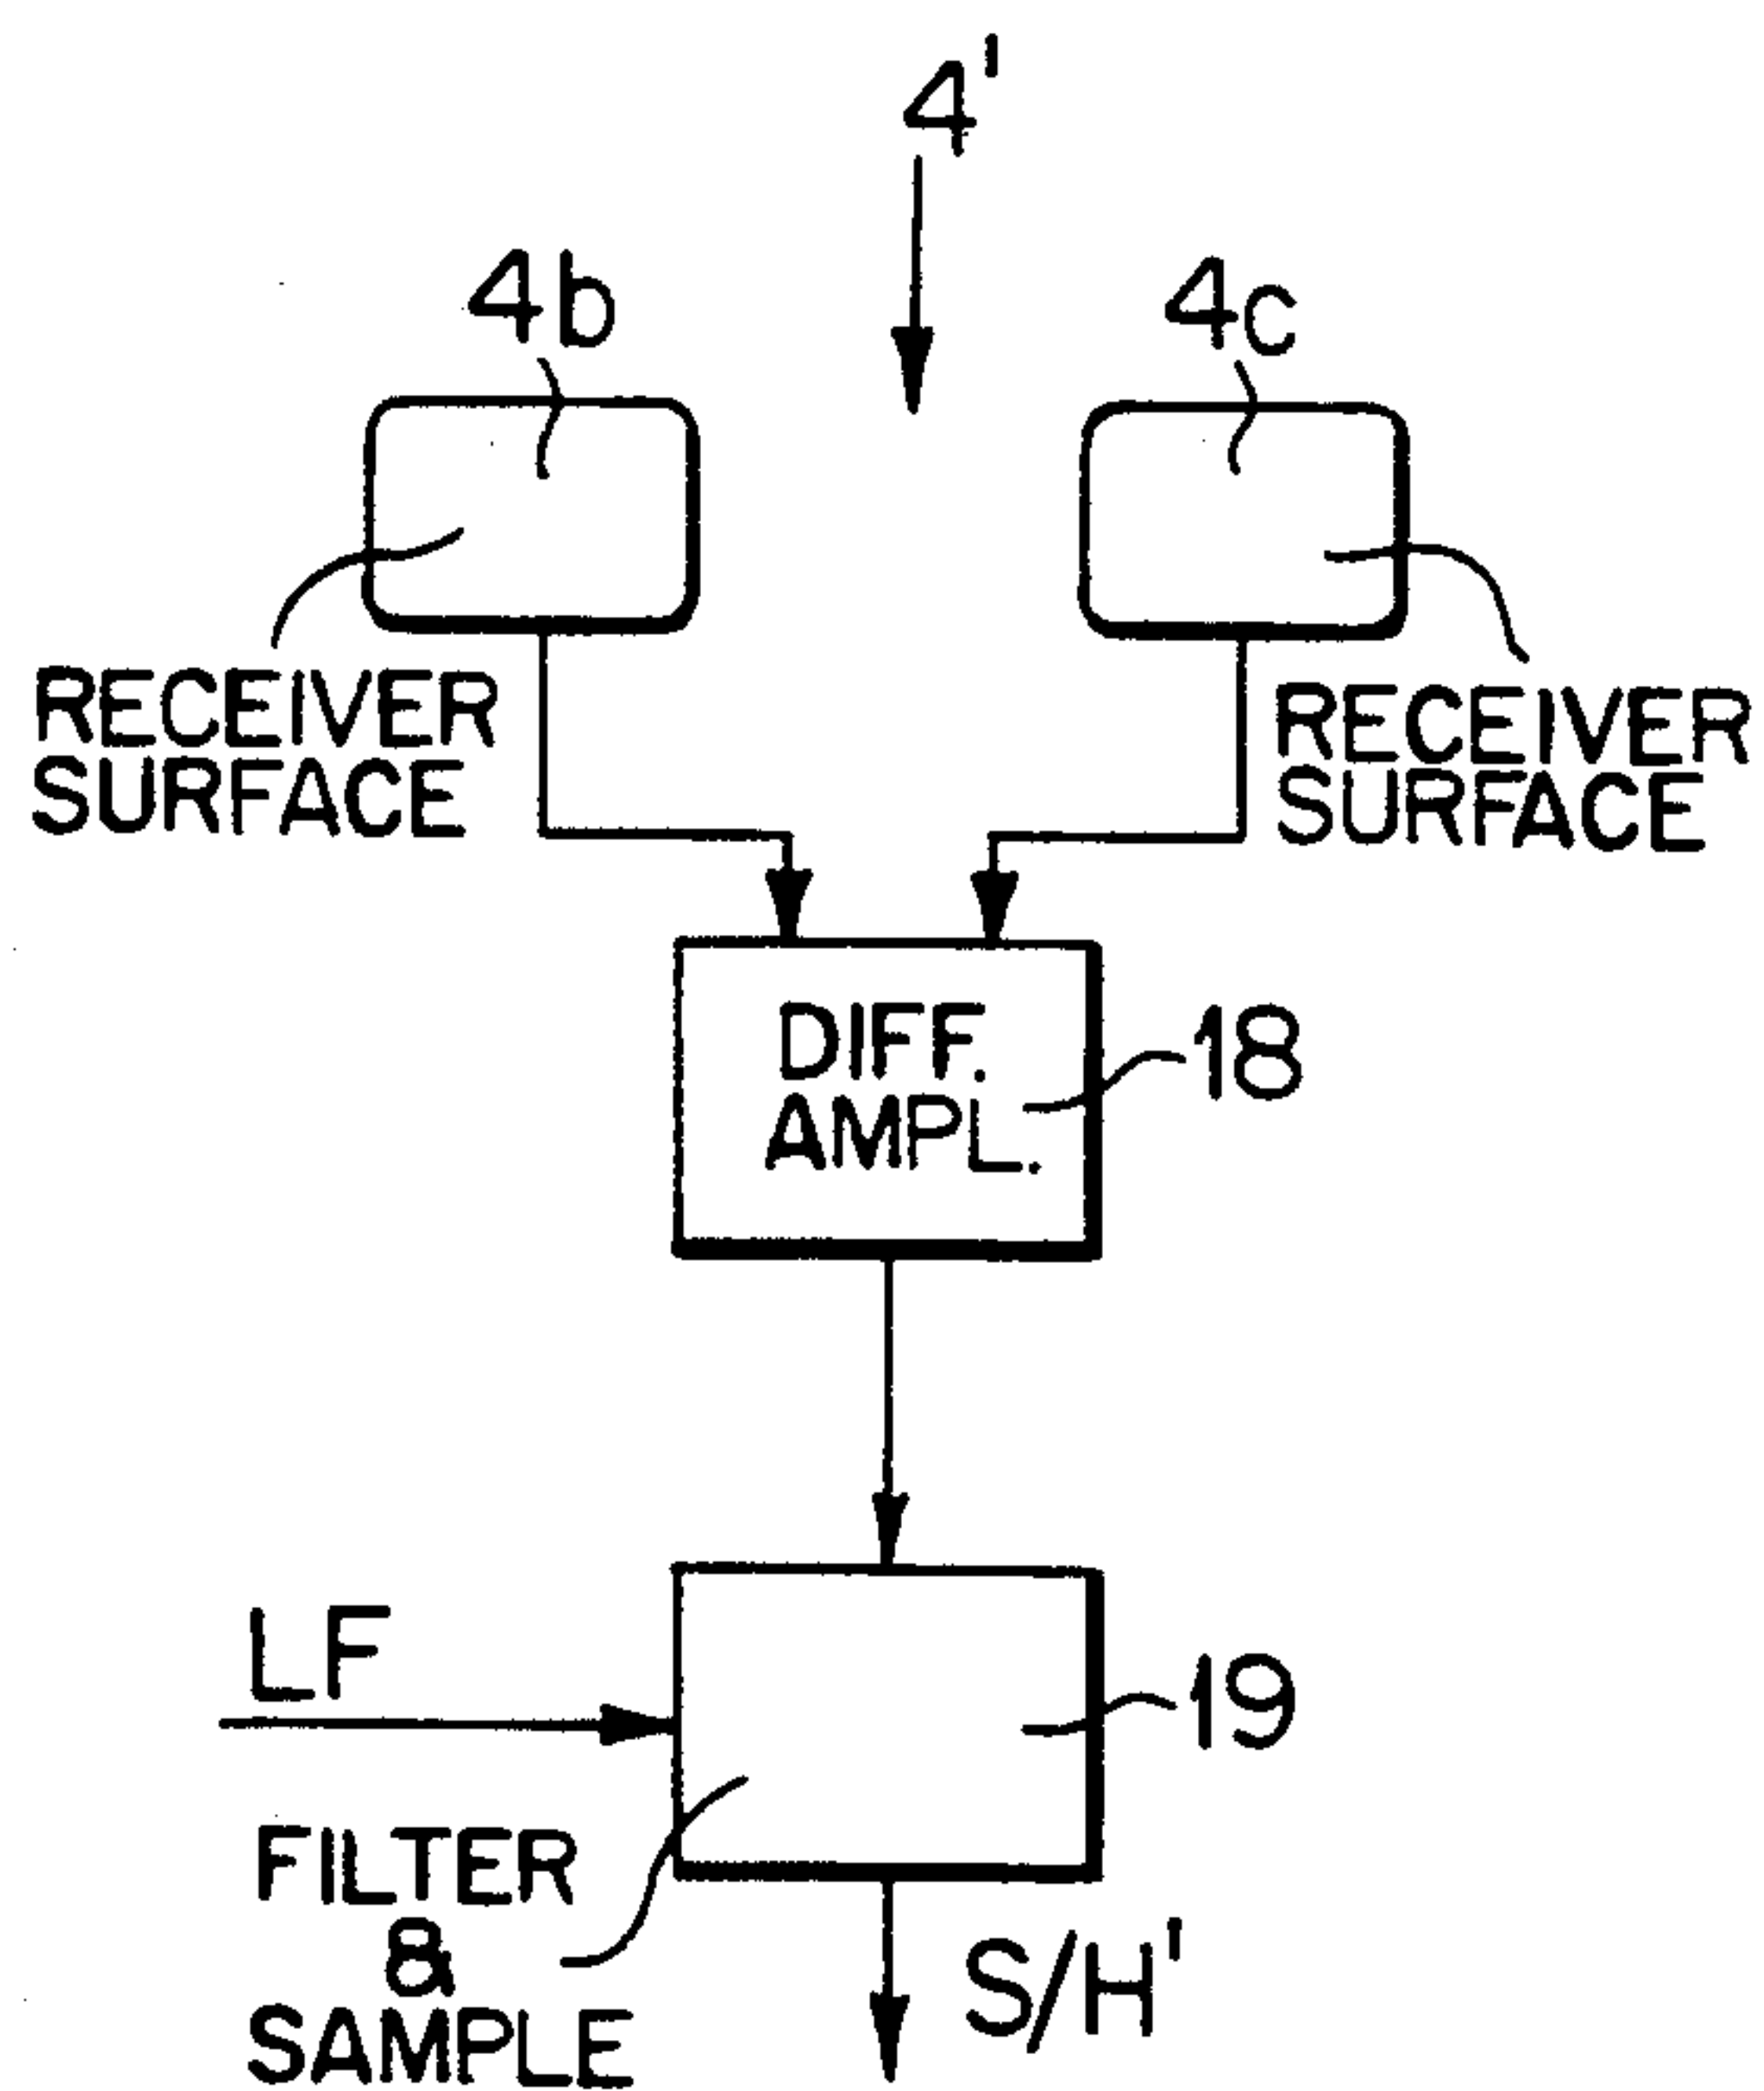 4'
4b
4c
RECEIVER
SURFACE
RECEIVER
SURFACE
DIFF.
AMPL.
18
LF
19
FILTER
&
SAMPLE
S/H'